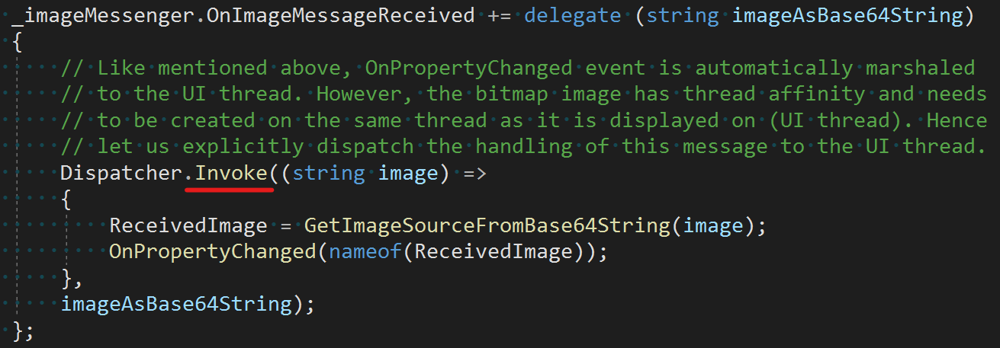 _imageMessenger.OnImageMessageReceived += delegate (string imageAsBase64String)
{
// Like mentioned above, OnPropertyChanged event is automatically marshaled
// to the UI thread. However, the bitmap image has thread affinity and needs
// to be created on the same thread as it is displayed on (UI thread). Hence
// let us explicitly dispatch the handling of this message to the UI thread.
Dispatcher.Invoke((string image) =>
{
ReceivedImage = GetImageSourceFromBase64String(image);
OnPropertyChanged(nameof(ReceivedImage));
},
imageAsBase64String);
};